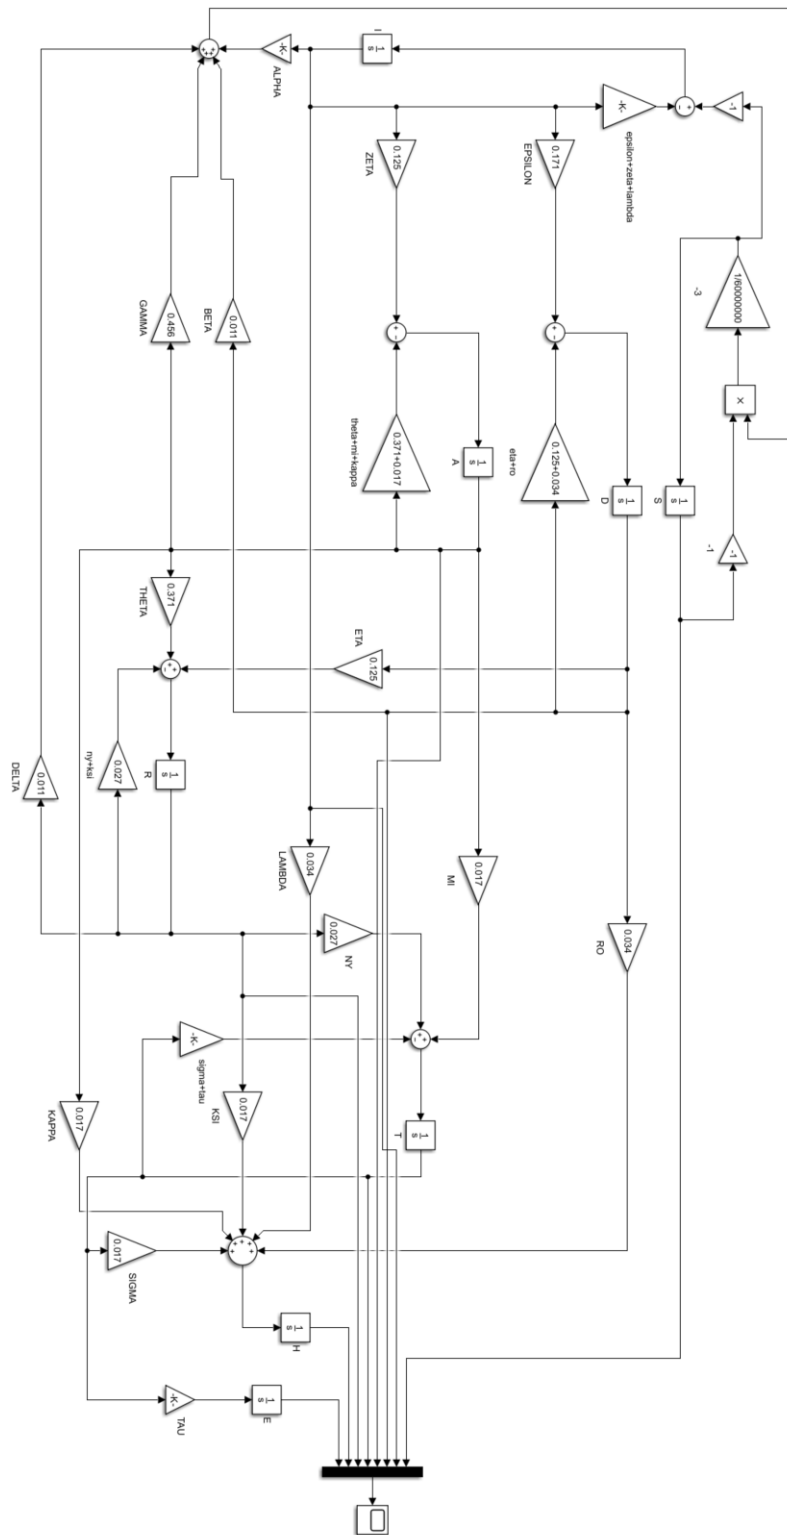 -K-
ALPHA
1
s
I
-1
-K-
epsilon+zeta+lambda
0.125
ZETA
0.171
EPSILON
1/60000000
-3
0.456
GAMMA
0.011
BETA
×
0.371+0.017
theta+mi+kappa
1
s
A
0.125+0.034
eta+ro
1
s
D
1
s
S
-1
-1
0.371
THETA
0.125
ETA
0.011
DELTA
0.027
ny+ksi
1
s
R
0.034
LAMBDA
0.017
MI
0.027
NY
0.034
RO
-K-
sigma+tau
0.017
KAPPA
0.017
KSI
1
s
T
0.017
SIGMA
1
s
H
-K-
TAU
1
s
E